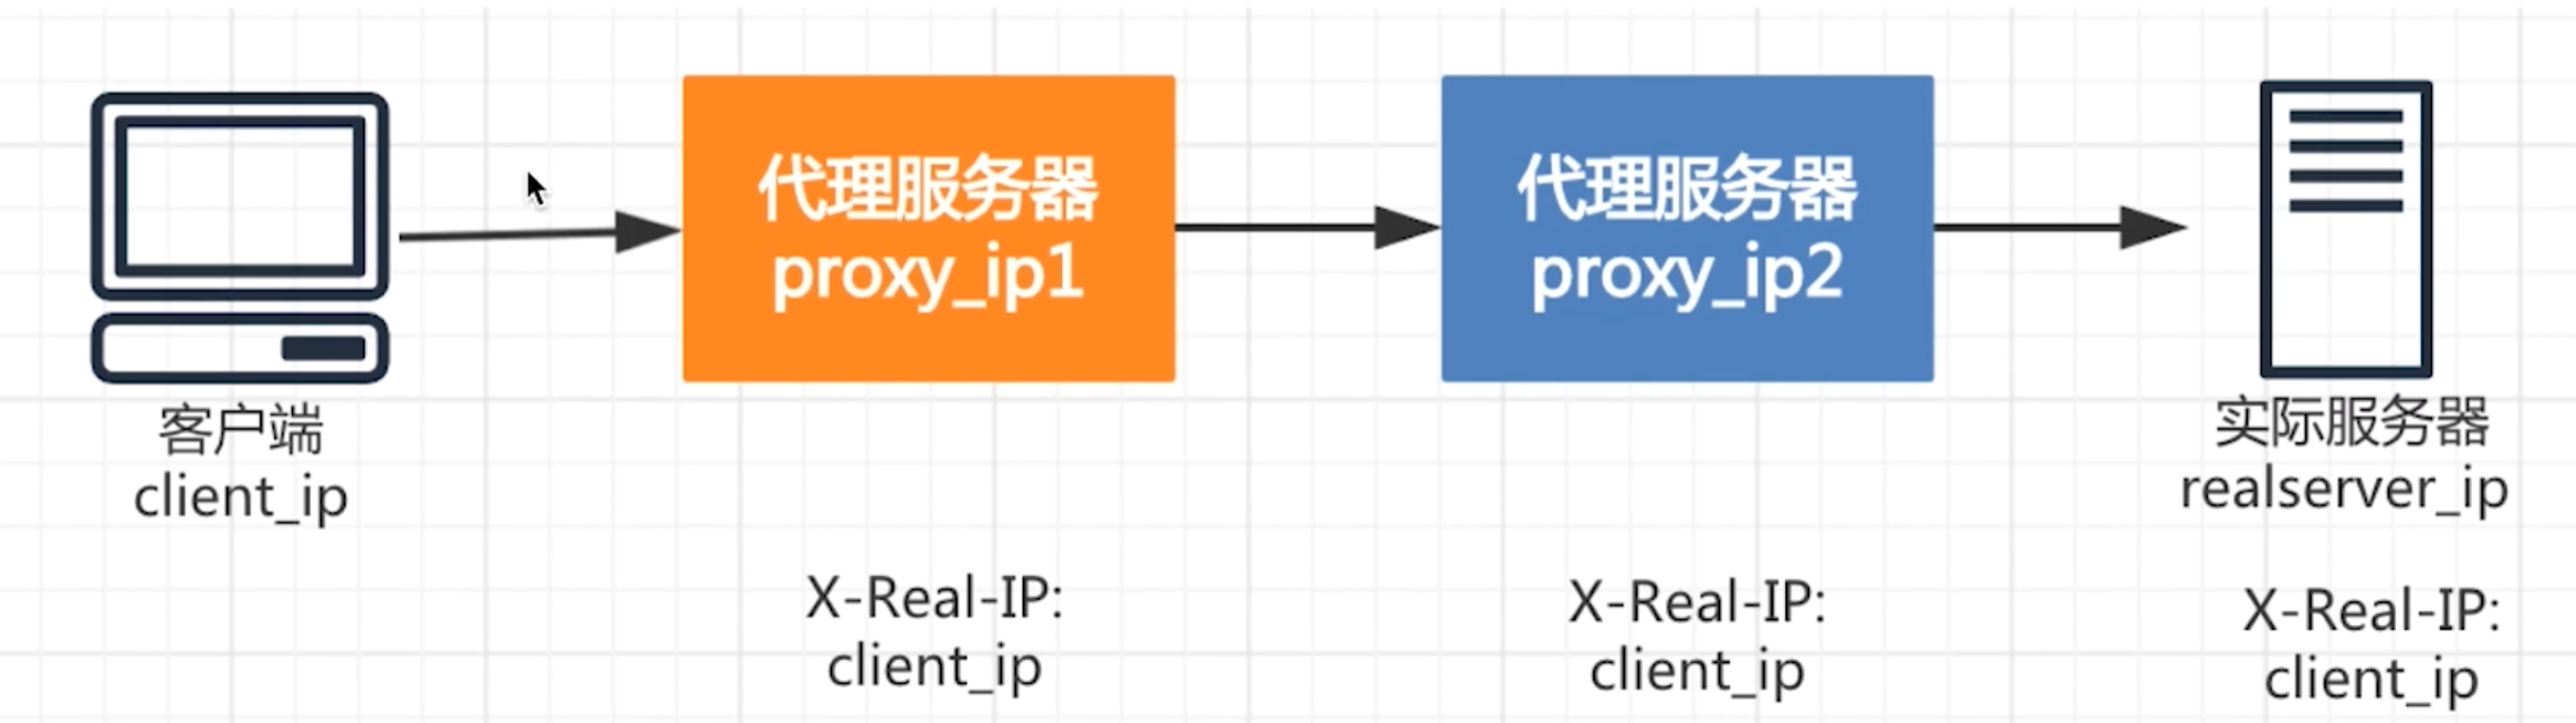 代理服务器
proxy_ip1
代理服务器
proxy_ip2
客户端
client_ip
实际服务器
realserver_ip
X-Real-IP:
client_ip
X-Real-IP:
client_ip
X-Real-IP:
client_ip